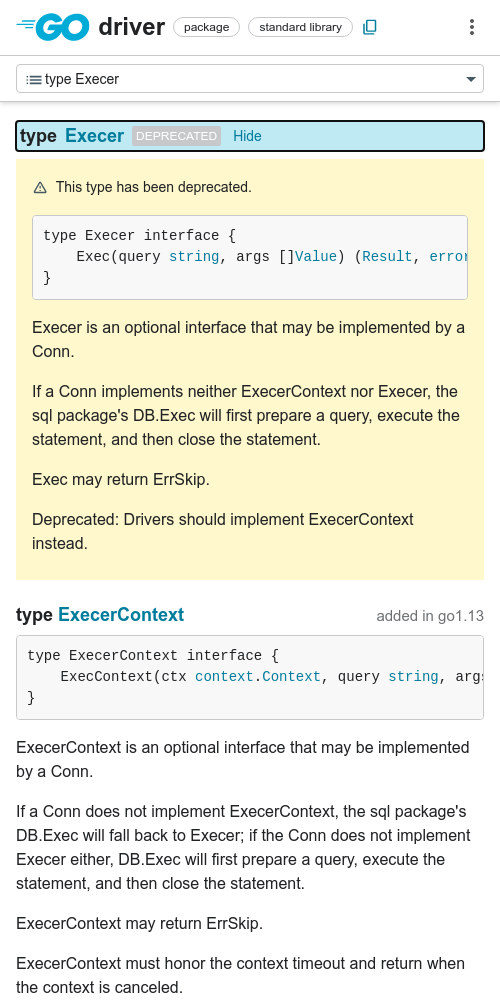 GO driver package standard library
type Execer
type Execer DEPRECATED Hide
This type has been deprecated.
type Execer interface {
Exec(query string, args []Value) (Result, error
}
Execer is an optional interface that may be implemented by a
Conn.
If a Conn implements neither ExecerContext nor Execer, the
sql package's DB.Exec will first prepare a query, execute the
statement, and then close the statement.
Exec may return ErrSkip.
Deprecated: Drivers should implement ExecerContext
instead.
type ExecerContext added in go1.13
type ExecerContext interface {
ExecContext(ctx context.Context, query string, args
}
ExecerContext is an optional interface that may be implemented
by a Conn.
If a Conn does not implement ExecerContext, the sql package's
DB.Exec will fall back to Execer; if the Conn does not implement
Execer either, DB.Exec will first prepare a query, execute the
statement, and then close the statement.
ExecerContext may return ErrSkip.
ExecerContext must honor the context timeout and return when
the context is canceled.